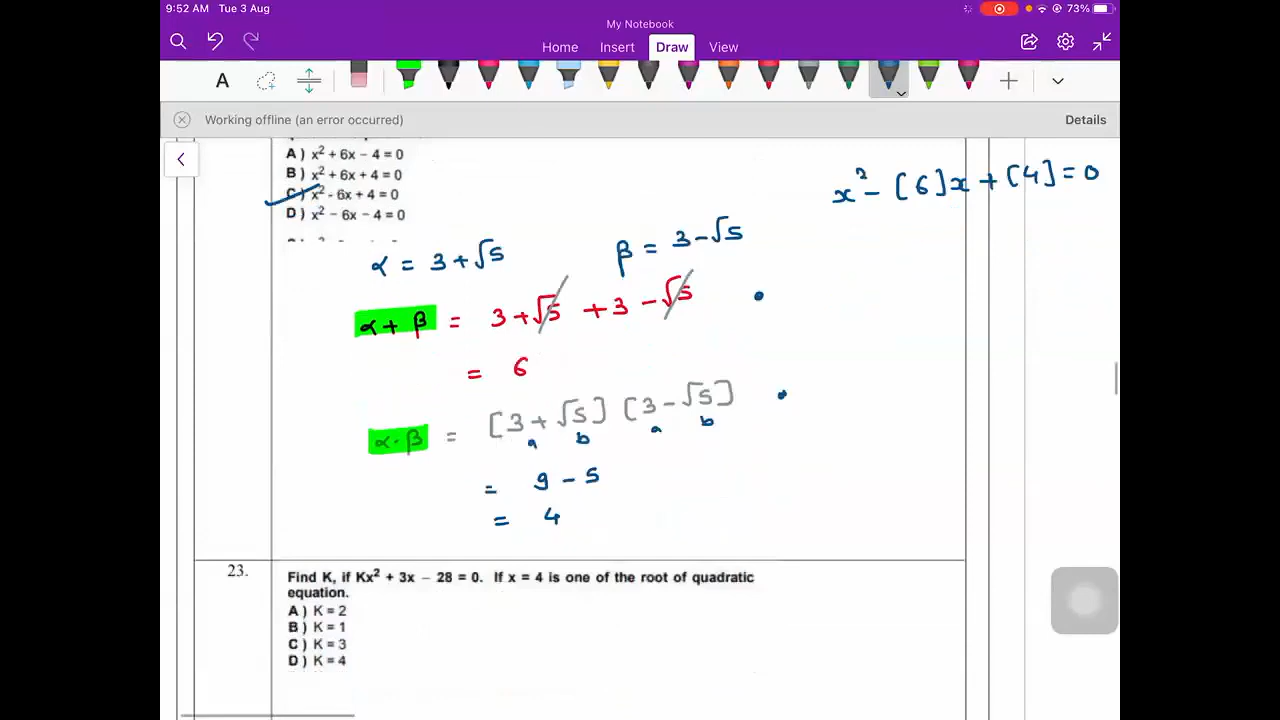 9:52 AM Tue 3 Aug
73%
My Notebook
Home Insert Draw View
A
Working offline (an error occurred)
Details
A ) x² + 6x − 4 = 0
B ) x² + 6x + 4 = 0
C ) x² - 6x + 4 = 0
D ) x² − 6x − 4 = 0
x² − [6]x + [4] = 0
α = 3 + √5
β = 3 − √5
α + β = 3 + √5 + 3 − √5
= 6
α · β = [3 + √5] [3 − √5]
a b a b
= 9 − 5
= 4
23.
Find K, if Kx² + 3x − 28 = 0. If x = 4 is one of the root of quadratic
equation.
A ) K = 2
B ) K = 1
C ) K = 3
D ) K = 4